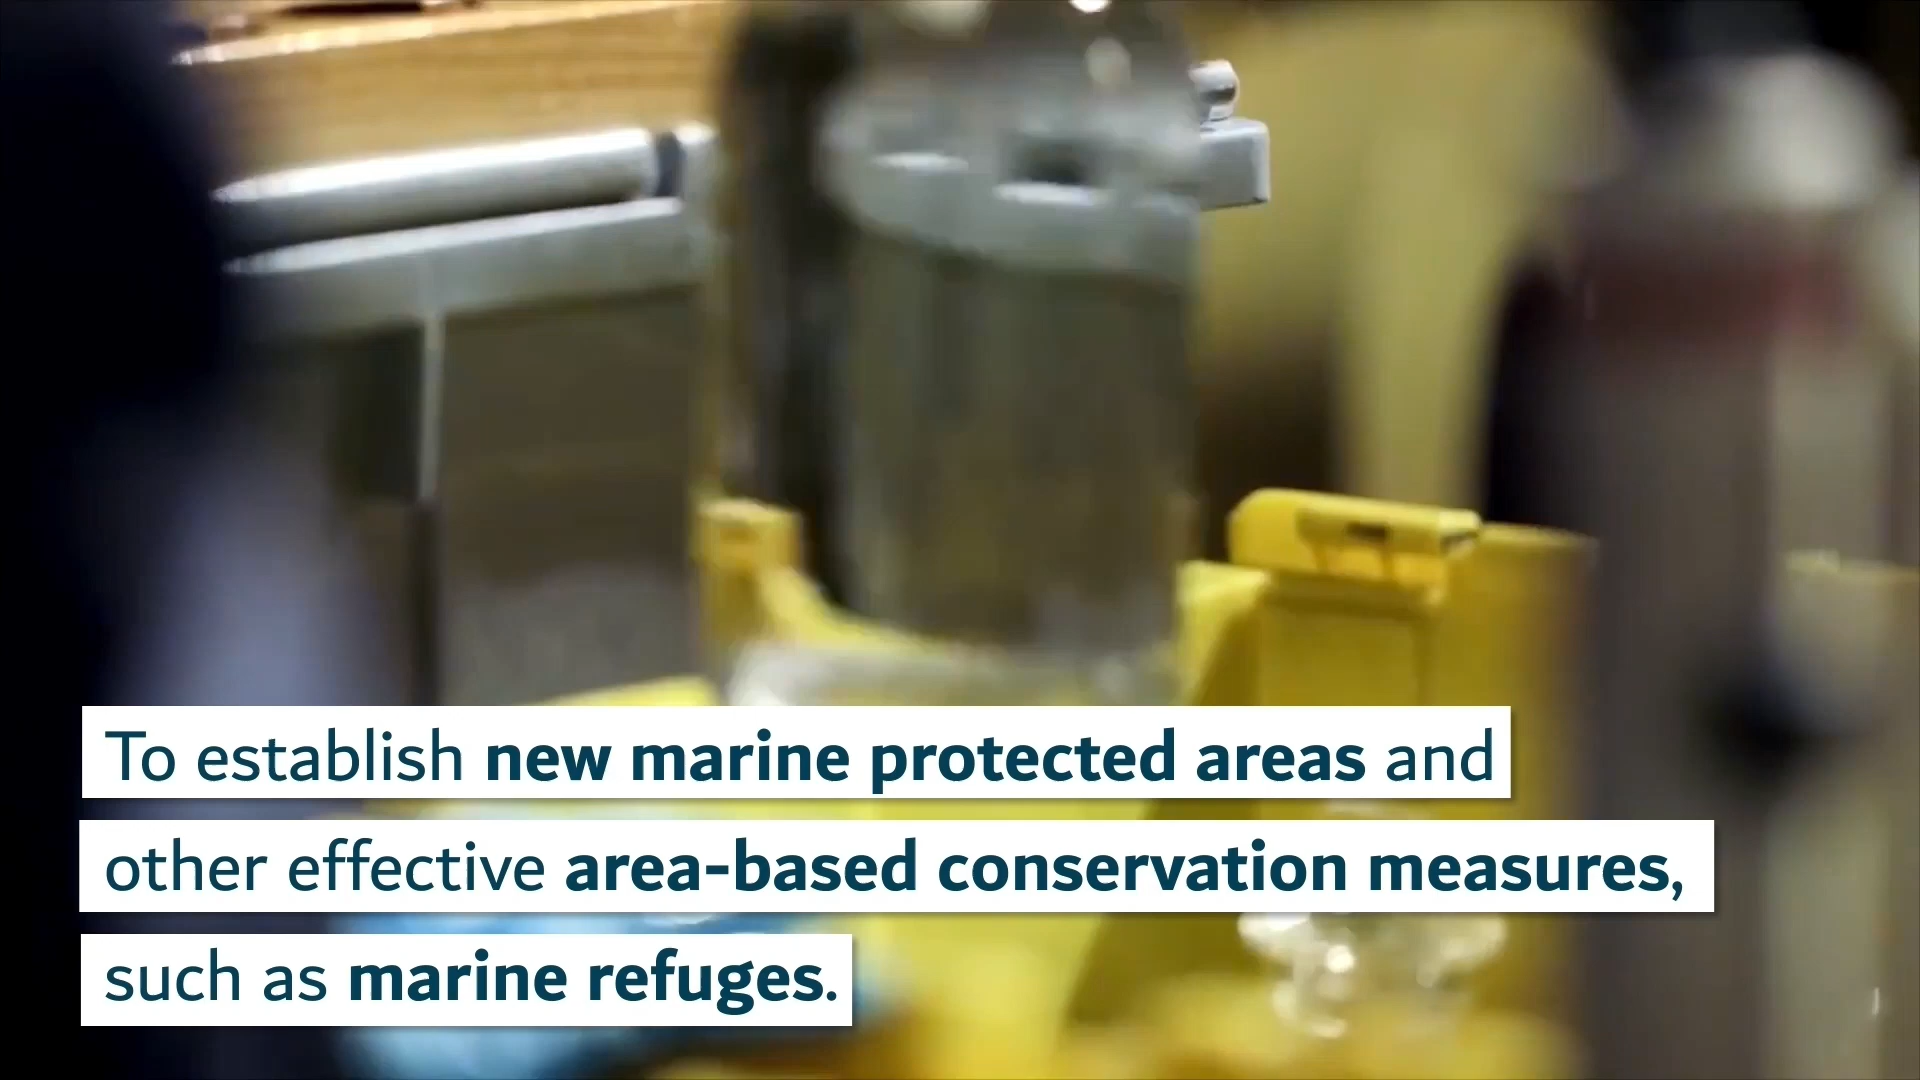 To establish new marine protected areas and
other effective area-based conservation measures,
such as marine refuges.